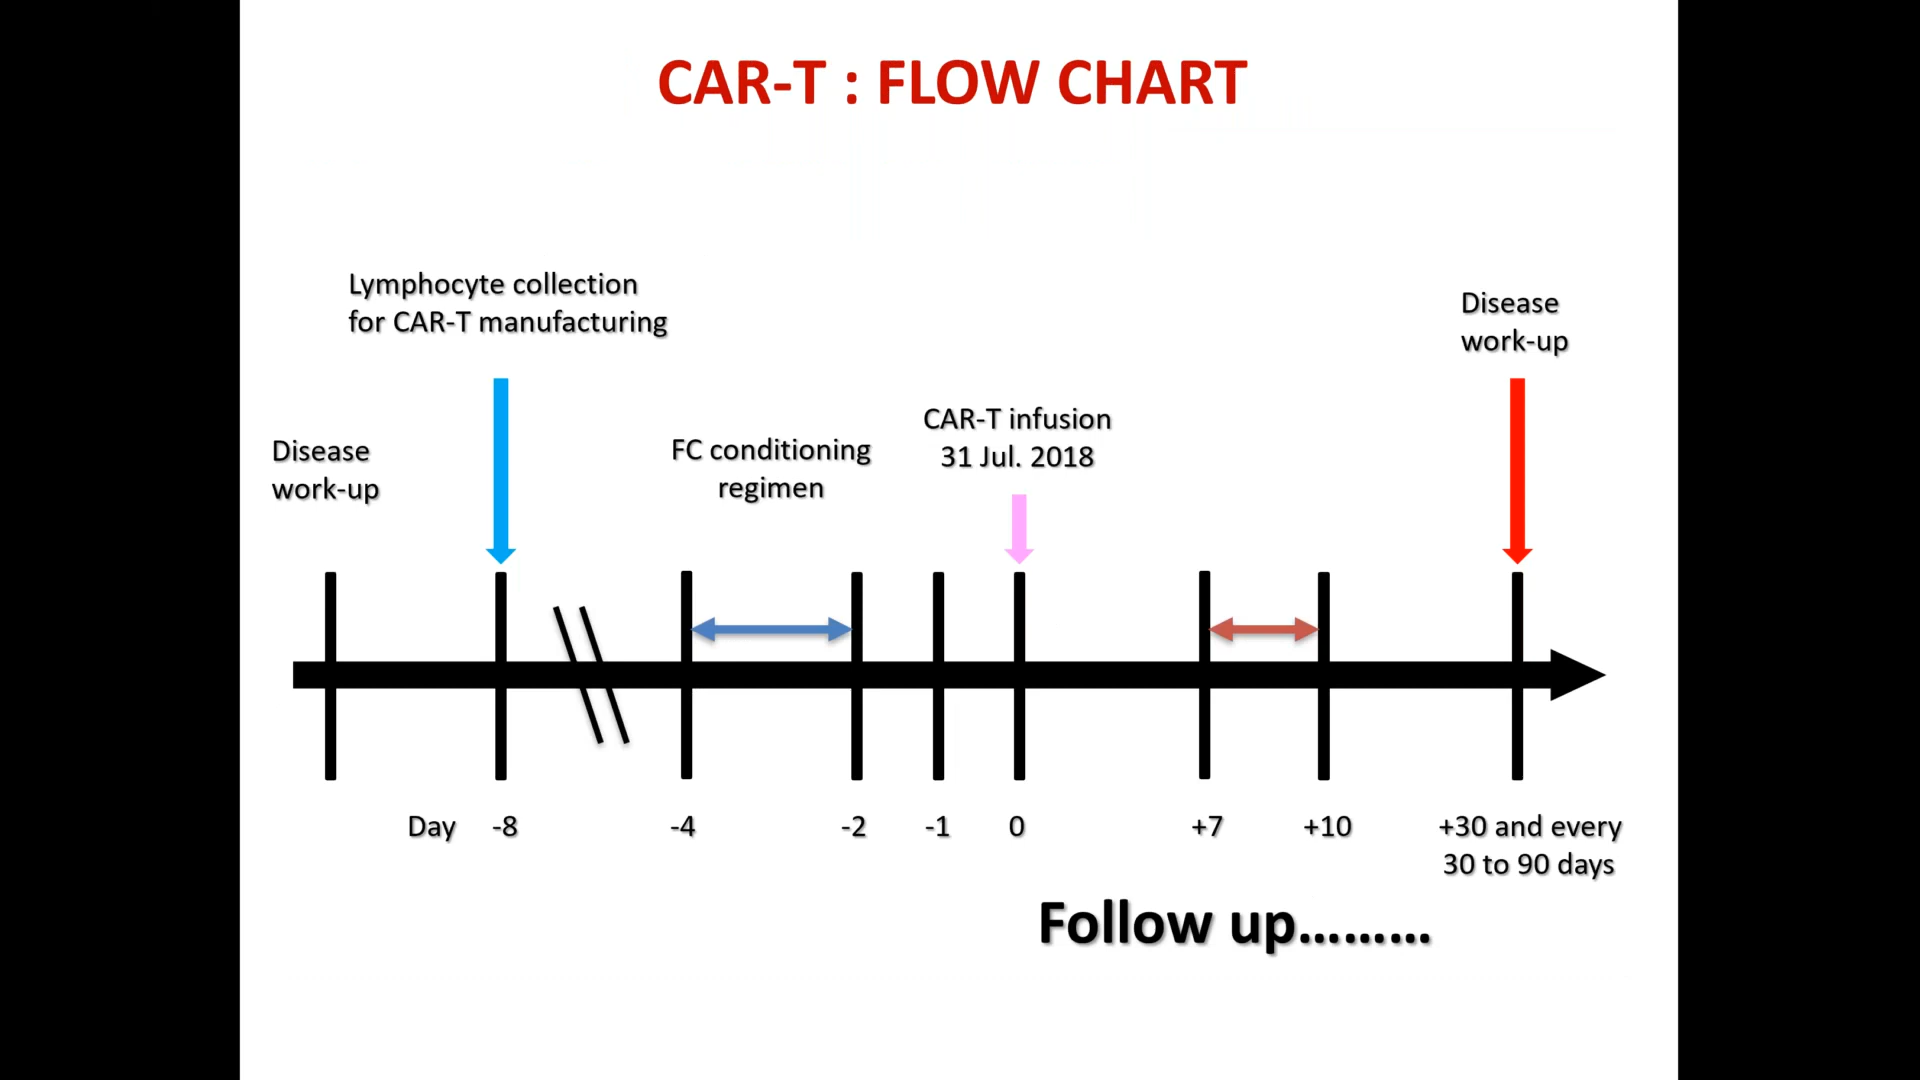 CAR-T : FLOW CHART
Lymphocyte collection
for CAR-T manufacturing
Disease
work-up
Disease
work-up
FC conditioning
regimen
CAR-T infusion
31 Jul. 2018
Day -8 -4 -2 -1 0 +7 +10 +30 and every
30 to 90 days
Follow up.........